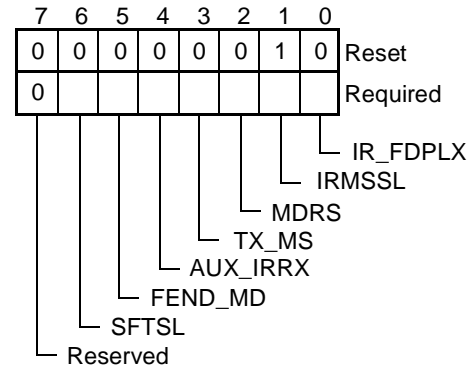 7 6 5 4 3 2 1 0
0 0 0 0 0 0 1 0 Reset
0 Required
IR_FDPLX
IRMSSL
MDRS
TX_MS
AUX_IRRX
FEND_MD
SFTSL
Reserved